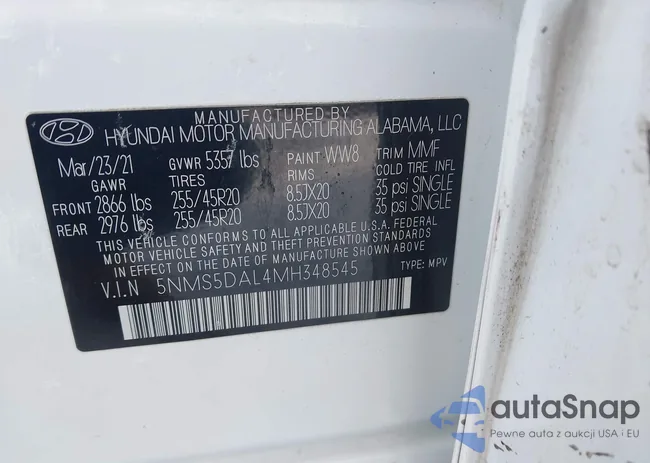 MANUFACTURED BY
HYUNDAI MOTOR MANUFACTURING ALABAMA, LLC
Mar/23/21 GVWR 5357 lbs PAINT WW8 TRIM MMF
GAWR TIRES RIMS COLD TIRE INFL
FRONT 2866 lbs 255/45R20 8.5JX20 35 psi SINGLE
REAR 2976 lbs 255/45R20 8.5JX20 35 psi SINGLE
THIS VEHICLE CONFORMS TO ALL APPLICABLE U.S.A. FEDERAL
MOTOR VEHICLE SAFETY AND THEFT PREVENTION STANDARDS IN
EFFECT ON THE DATE OF MANUFACTURE SHOWN ABOVE.
V.I.N 5NMS5DAL4MH348545 TYPE: MPV
autaSnap
Pewne auta z aukcji USA i EU